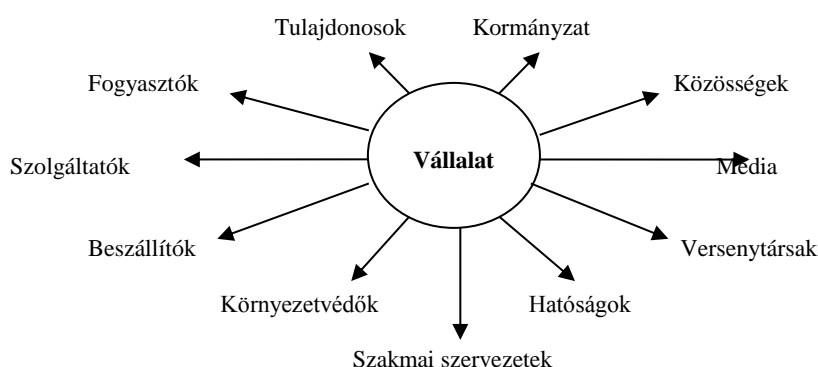 Tulajdonosok Kormányzat
Fogyasztók Közösségek
Szolgáltatók Vállalat Média
Beszállítók Versenytársak
Környezetvédők Hatóságok
Szakmai szervezetek